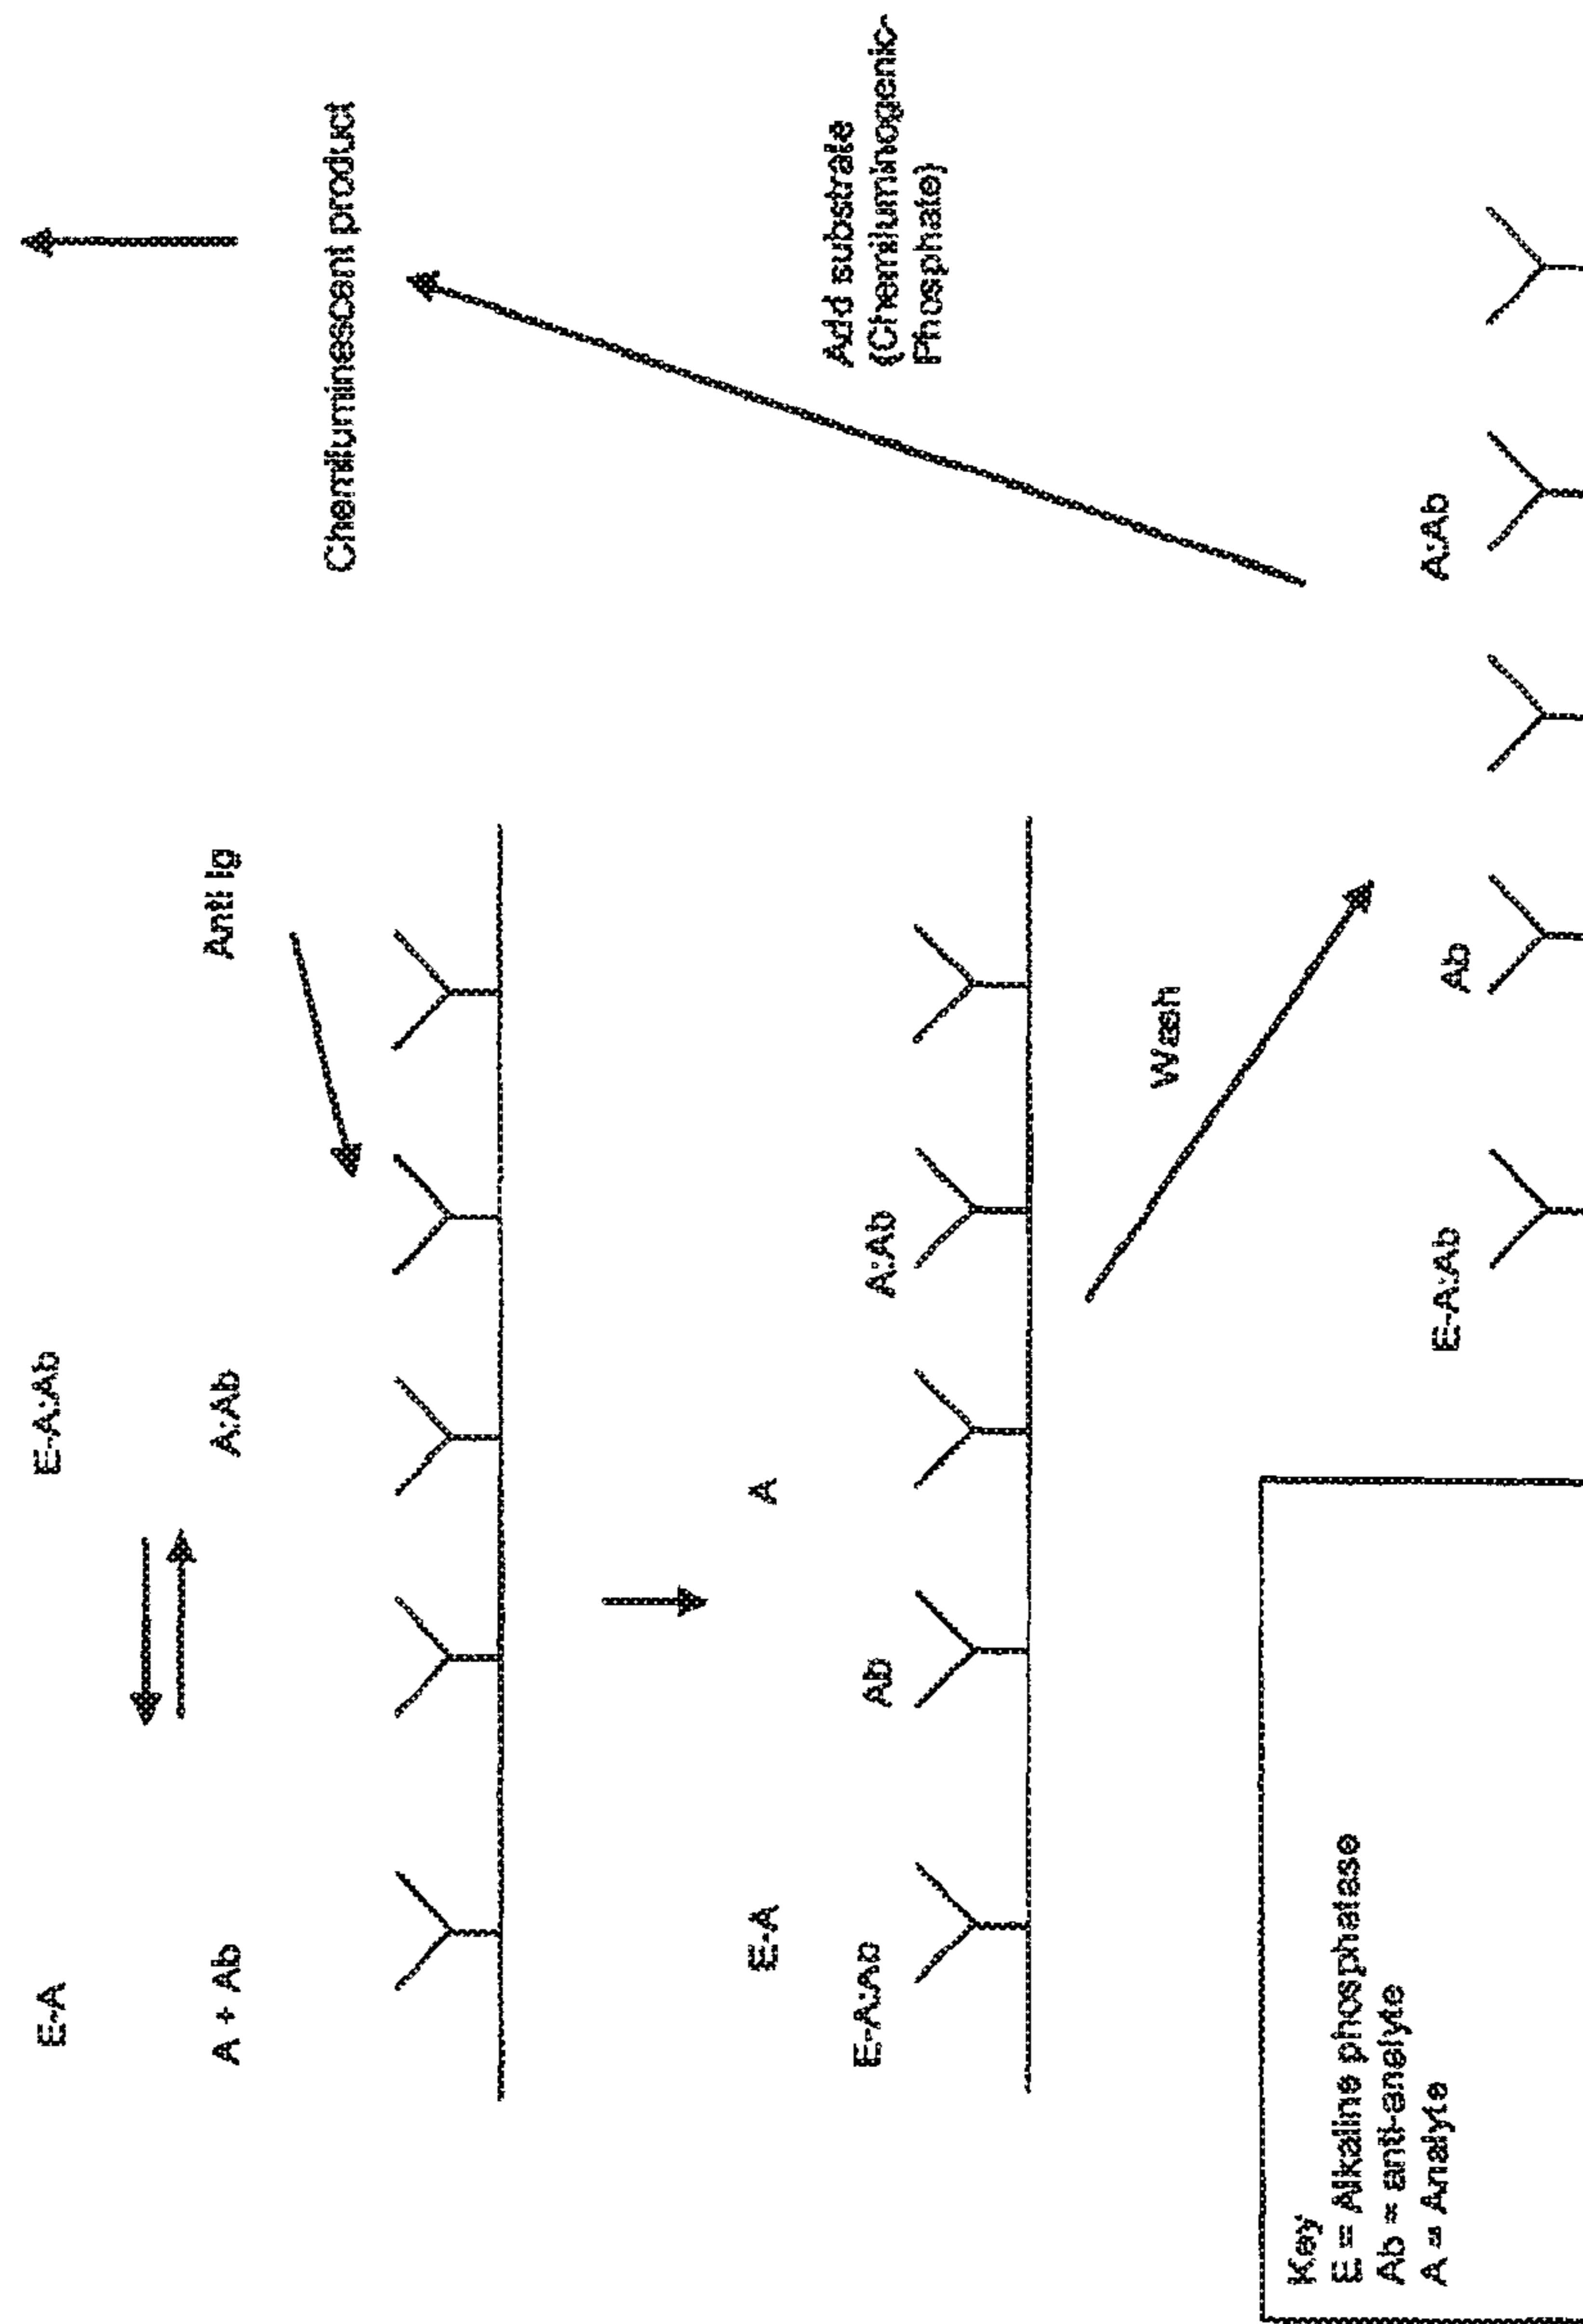 E-A
E-A:Ab
A + Ab
A:Ab
Anti Ig
Chemiluminescent product
E-A
A
E-A:Ab
Ab
A:Ab
Add substrate
(Chemiluminogenic-
Phosphate)
Wash
Key
E = Alkaline phosphatase
Ab = anti-analyte
A = Analyte
E-A:Ab
Ab
A:Ab